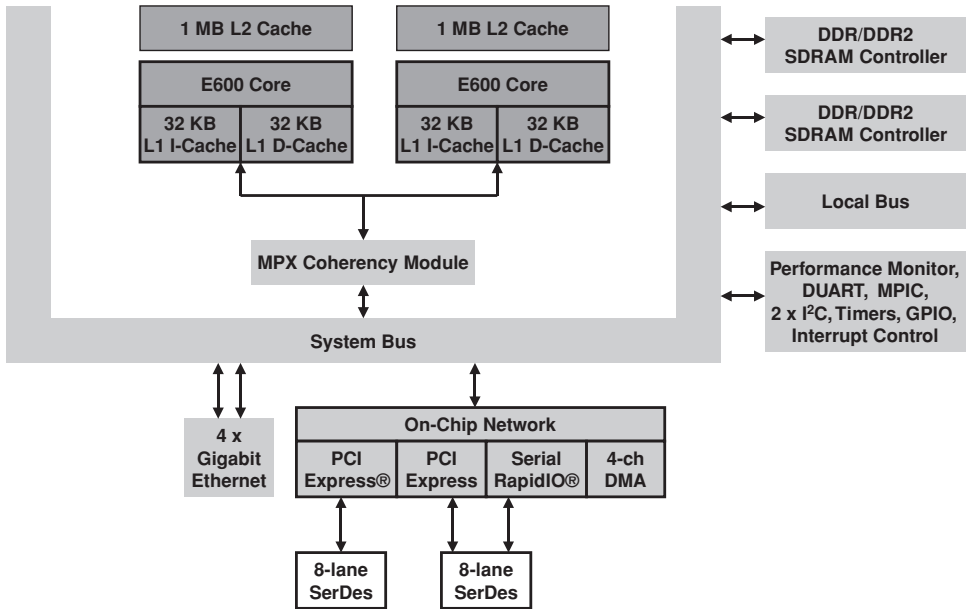 1 MB L2 Cache
1 MB L2 Cache
E600 Core
E600 Core
32 KB
L1 I-Cache
32 KB
L1 D-Cache
32 KB
L1 I-Cache
32 KB
L1 D-Cache
MPX Coherency Module
System Bus
DDR/DDR2
SDRAM Controller
DDR/DDR2
SDRAM Controller
Local Bus
Performance Monitor,
DUART, MPIC,
2 x I²C, Timers, GPIO,
Interrupt Control
4 x
Gigabit
Ethernet
On-Chip Network
PCI
Express®
PCI
Express
Serial
RapidIO®
4-ch
DMA
8-lane
SerDes
8-lane
SerDes